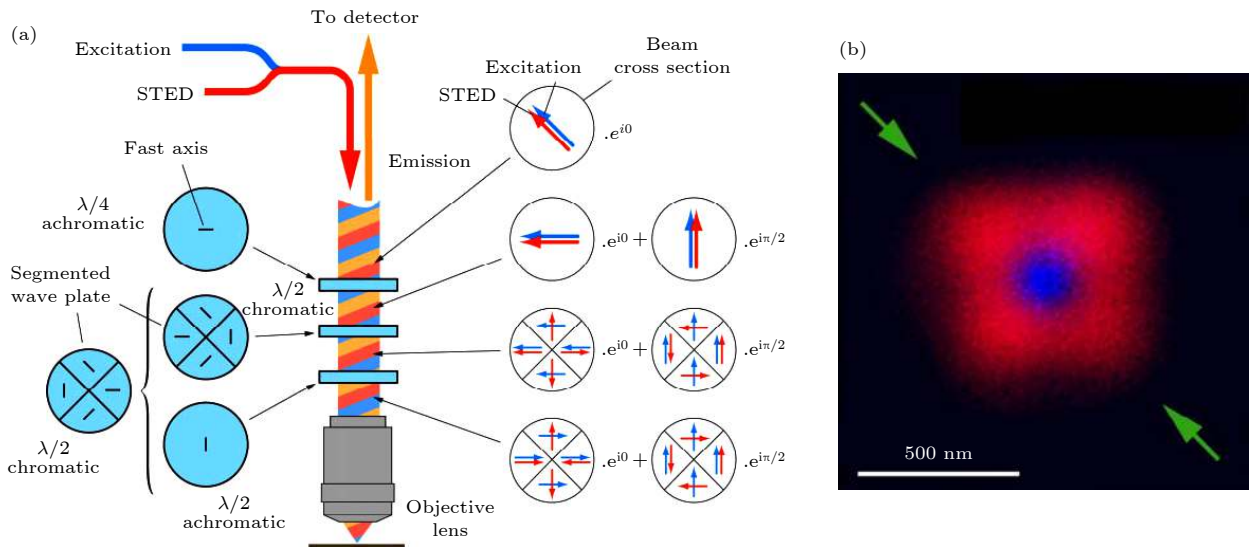 (a)
To detector
Excitation
STED
Beam
cross section
Excitation
STED
.e^{i0}
Emission
Fast axis
λ/4
achromatic
.e^{i0} + .e^{iπ/2}
Segmented
wave plate
λ/2
chromatic
.e^{i0} + .e^{iπ/2}
λ/2
chromatic
.e^{i0} + .e^{iπ/2}
λ/2
achromatic
Objective
lens
(b)
500 nm